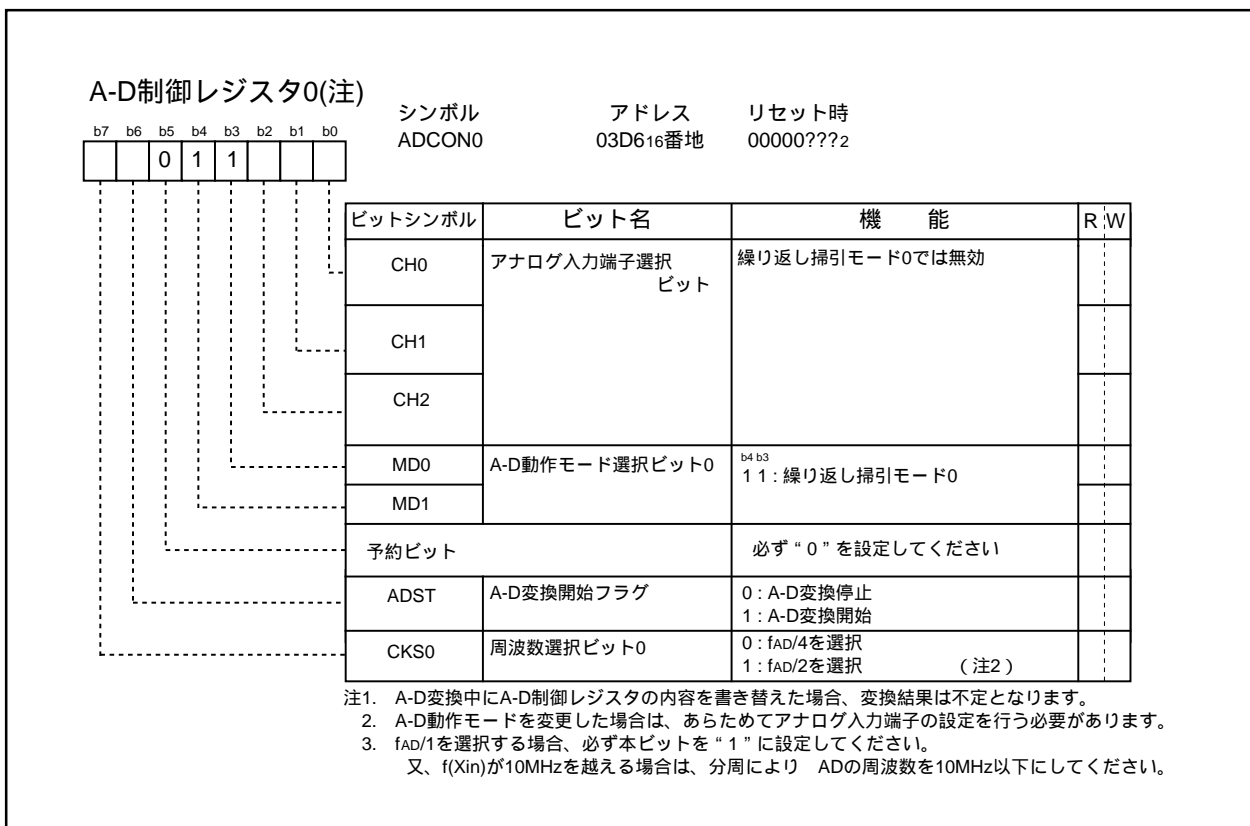 A-D制御レジスタ0(注)
シンボル アドレス リセット時
ADCON0 03D616番地 00000???2
b7 b6 b5 b4 b3 b2 b1 b0
0 1 1
ビットシンボル ビット名 機 能 R W
CH0 アナログ入力端子選択 繰り返し掃引モード0では無効
ビット
CH1
CH2
MD0 A-D動作モード選択ビット0 b4 b3
1 1 : 繰り返し掃引モード0
MD1
予約ビット 必ず“0”を設定してください
ADST A-D変換開始フラグ 0 : A-D変換停止
1 : A-D変換開始
CKS0 周波数選択ビット0 0 : fAD/4を選択
1 : fAD/2を選択 (注2)
注1. A-D変換中にA-D制御レジスタの内容を書き替えた場合、変換結果は不定となります。
2. A-D動作モードを変更した場合は、あらためてアナログ入力端子の設定を行う必要があります。
3. fAD/1を選択する場合、必ず本ビットを“1”に設定してください。
又、f(Xin)が10MHzを越える場合は、分周により ADの周波数を10MHz以下にしてください。